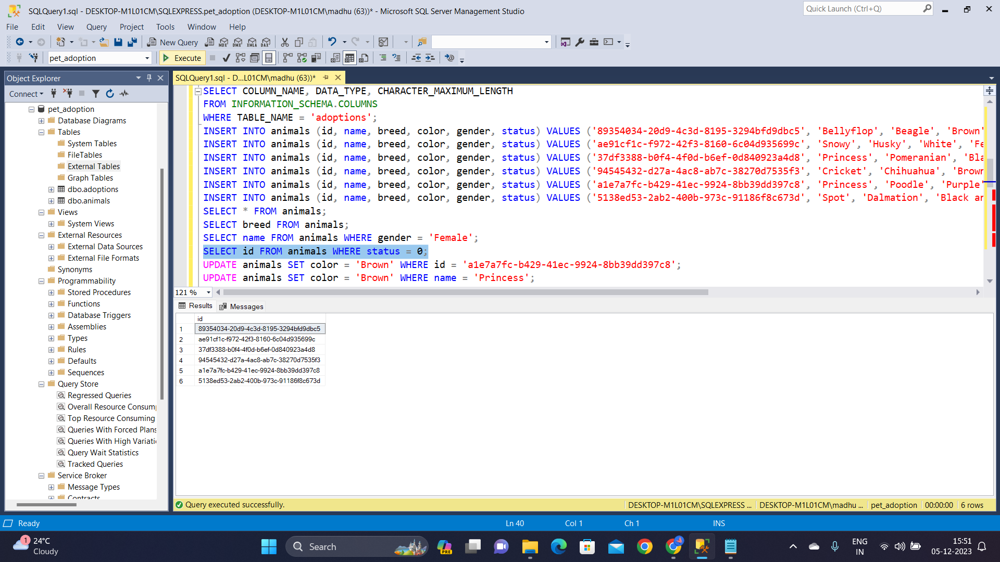 SQLQuery1.sql - DESKTOP-M1L01CM\SQLEXPRESS.pet_adoption (DESKTOP-M1L01CM\madhu (63))* - Microsoft SQL Server Management Studio
Quick Launch (Ctrl+Q)
File Edit View Query Project Tools Window Help
New Query MDX DMX XMLA DAX
pet_adoption Execute
Object Explorer
Connect
pet_adoption
Database Diagrams
Tables
System Tables
FileTables
External Tables
Graph Tables
dbo.adoptions
dbo.animals
Views
System Views
External Resources
External Data Sources
External File Formats
Synonyms
Programmability
Stored Procedures
Functions
Database Triggers
Assemblies
Types
Rules
Defaults
Sequences
Query Store
Regressed Queries
Overall Resource Consum
Top Resource Consuming
Queries With Forced Plans
Queries With High Variati
Query Wait Statistics
Tracked Queries
Service Broker
Message Types
Contracts
SQLQuery1.sql - D...L01CM\madhu (63))*
SELECT COLUMN_NAME, DATA_TYPE, CHARACTER_MAXIMUM_LENGTH
FROM INFORMATION_SCHEMA.COLUMNS
WHERE TABLE_NAME = 'adoptions';
INSERT INTO animals (id, name, breed, color, gender, status) VALUES ('89354034-20d9-4c3d-8195-3294bfd9dbc5', 'Bellyflop', 'Beagle', 'Brown'
INSERT INTO animals (id, name, breed, color, gender, status) VALUES ('ae91cf1c-f972-42f3-8160-6c04d935699c', 'Snowy', 'Husky', 'White', 'Fe
INSERT INTO animals (id, name, breed, color, gender, status) VALUES ('37df3388-b0f4-4f0d-b6ef-0d840923a4d8', 'Princess', 'Pomeranian', 'Bla
INSERT INTO animals (id, name, breed, color, gender, status) VALUES ('94545432-d27a-4ac8-ab7c-38270d7535f3', 'Cricket', 'Chihuahua', 'Brown
INSERT INTO animals (id, name, breed, color, gender, status) VALUES ('a1e7a7fc-b429-41ec-9924-8bb39dd397c8', 'Princess', 'Poodle', 'Purple'
INSERT INTO animals (id, name, breed, color, gender, status) VALUES ('5138ed53-2ab2-400b-973c-91186f8c673d', 'Spot', 'Dalmation', 'Black an
SELECT * FROM animals;
SELECT breed FROM animals;
SELECT name FROM animals WHERE gender = 'Female';
SELECT id FROM animals WHERE status = 0;
UPDATE animals SET color = 'Brown' WHERE id = 'a1e7a7fc-b429-41ec-9924-8bb39dd397c8';
UPDATE animals SET color = 'Brown' WHERE name = 'Princess';
121 %
Results Messages
id
1 89354034-20d9-4c3d-8195-3294bfd9dbc5
2 ae91cf1c-f972-42f3-8160-6c04d935699c
3 37df3388-b0f4-4f0d-b6ef-0d840923a4d8
4 94545432-d27a-4ac8-ab7c-38270d7535f3
5 a1e7a7fc-b429-41ec-9924-8bb39dd397c8
6 5138ed53-2ab2-400b-973c-91186f8c673d
Query executed successfully. DESKTOP-M1L01CM\SQLEXPRESS ... DESKTOP-M1L01CM\madhu ... pet_adoption 00:00:00 6 rows
Ready Ln 40 Col 1 Ch 1 INS
1 24°C
Cloudy
Search
PRE
ENG
IN
15:51
05-12-2023